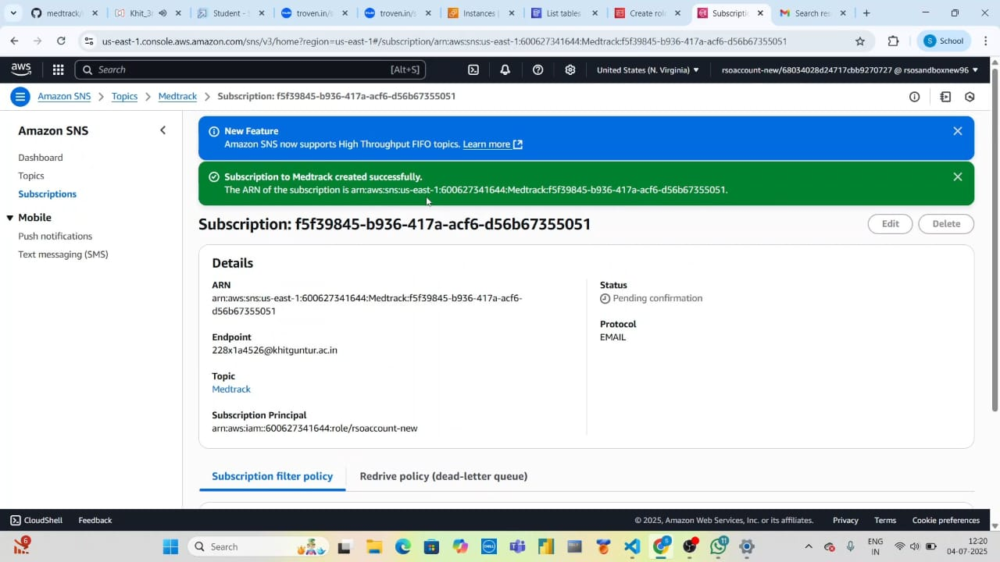 medtrack/
Khit_3
Student - S
troven.in/s
troven.in/s
Instances |
List tables
Create role
Subscriptio
Search res
us-east-1.console.aws.amazon.com/sns/v3/home?region=us-east-1#/subscription/arn:aws:sns:us-east-1:600627341644:Medtrack:f5f39845-b936-417a-acf6-d56b67355051
S School
aws
Search [Alt+S]
United States (N. Virginia) ▼
rsoaccount-new/68034028d24717cbb9270727 @ rsosandboxnew96 ▼
Amazon SNS > Topics > Medtrack > Subscription: f5f39845-b936-417a-acf6-d56b67355051
Amazon SNS
Dashboard
Topics
Subscriptions
Mobile
Push notifications
Text messaging (SMS)
New Feature
Amazon SNS now supports High Throughput FIFO topics. Learn more
Subscription to Medtrack created successfully.
The ARN of the subscription is arn:aws:sns:us-east-1:600627341644:Medtrack:f5f39845-b936-417a-acf6-d56b67355051.
Subscription: f5f39845-b936-417a-acf6-d56b67355051
Edit
Delete
Details
ARN
arn:aws:sns:us-east-1:600627341644:Medtrack:f5f39845-b936-417a-acf6-
d56b67355051
Endpoint
228x1a4526@khitguntur.ac.in
Topic
Medtrack
Subscription Principal
arn:aws:iam::600627341644:role/rsoaccount-new
Status
Pending confirmation
Protocol
EMAIL
Subscription filter policy
Redrive policy (dead-letter queue)
CloudShell
Feedback
© 2025, Amazon Web Services, Inc. or its affiliates.
Privacy
Terms
Cookie preferences
6
Search
DELL
5
11
ENG
IN
12:20
04-07-2025